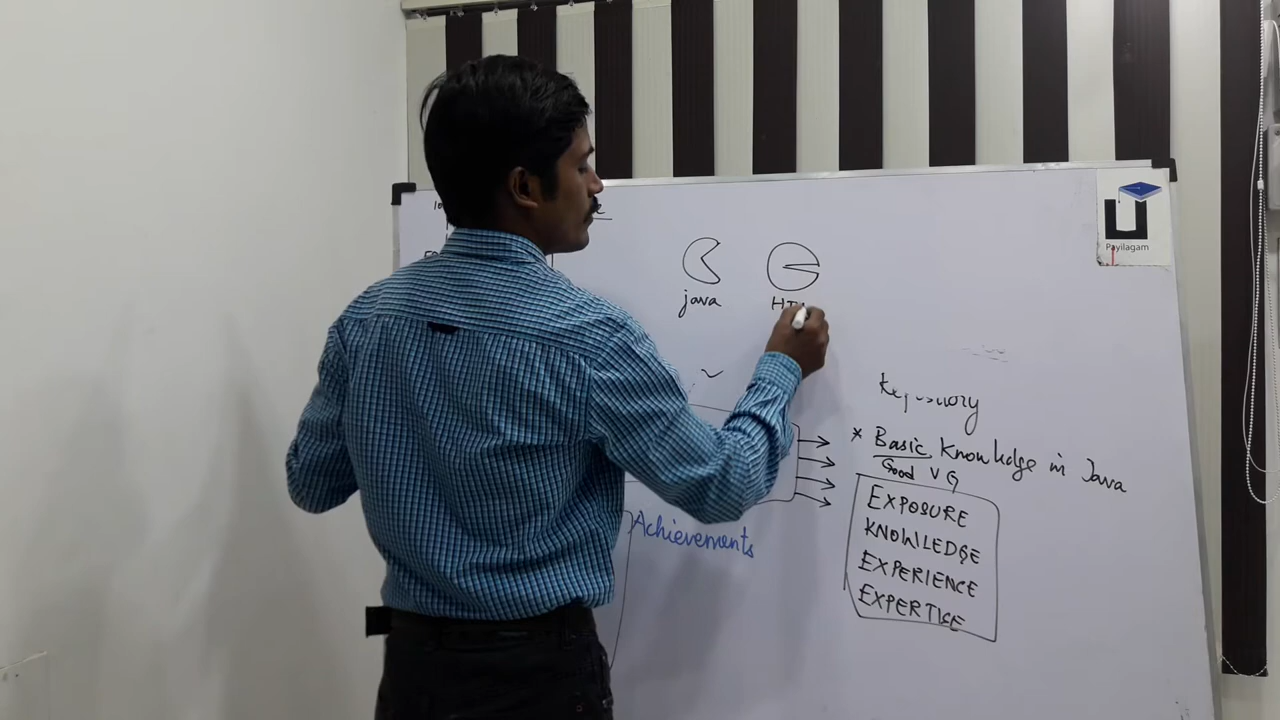 Payilagam
java
Repository
* Basic Knowledge in Java
Good VG
EXPOSURE
KNOWLEDGE
EXPERIENCE
EXPERTISE
Achievements